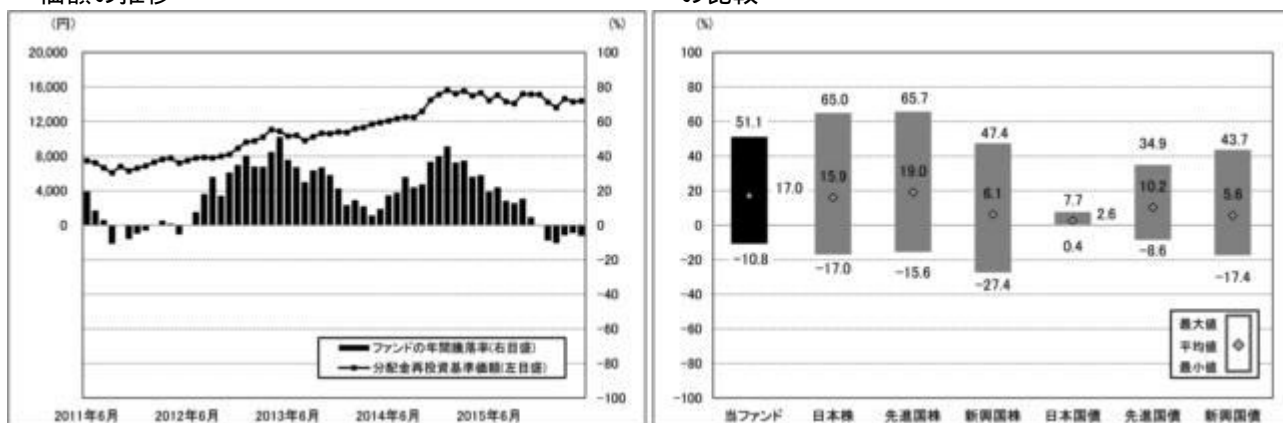 の比較
(円)
(%)
20,000
100
16,000
80
12,000
60
8,000
40
4,000
20
0
0
-20
-40
-60
-80
-100
ファンドの年間騰落率(右目盛)
分配金再投資基準価額(左目盛)
2011年6月
2012年6月
2013年6月
2014年6月
2015年6月
(%)
100
80
60
40
20
0
-20
-40
-60
-80
-100
51.1
17.0
-10.8
65.0
15.9
-17.0
65.7
19.0
-15.6
47.4
6.1
-27.4
7.7
2.6
0.4
34.9
10.2
-8.6
43.7
5.6
-17.4
最大値
平均値
最小値
当ファンド
日本株
先進国株
新興国株
日本国債
先進国債
新興国債